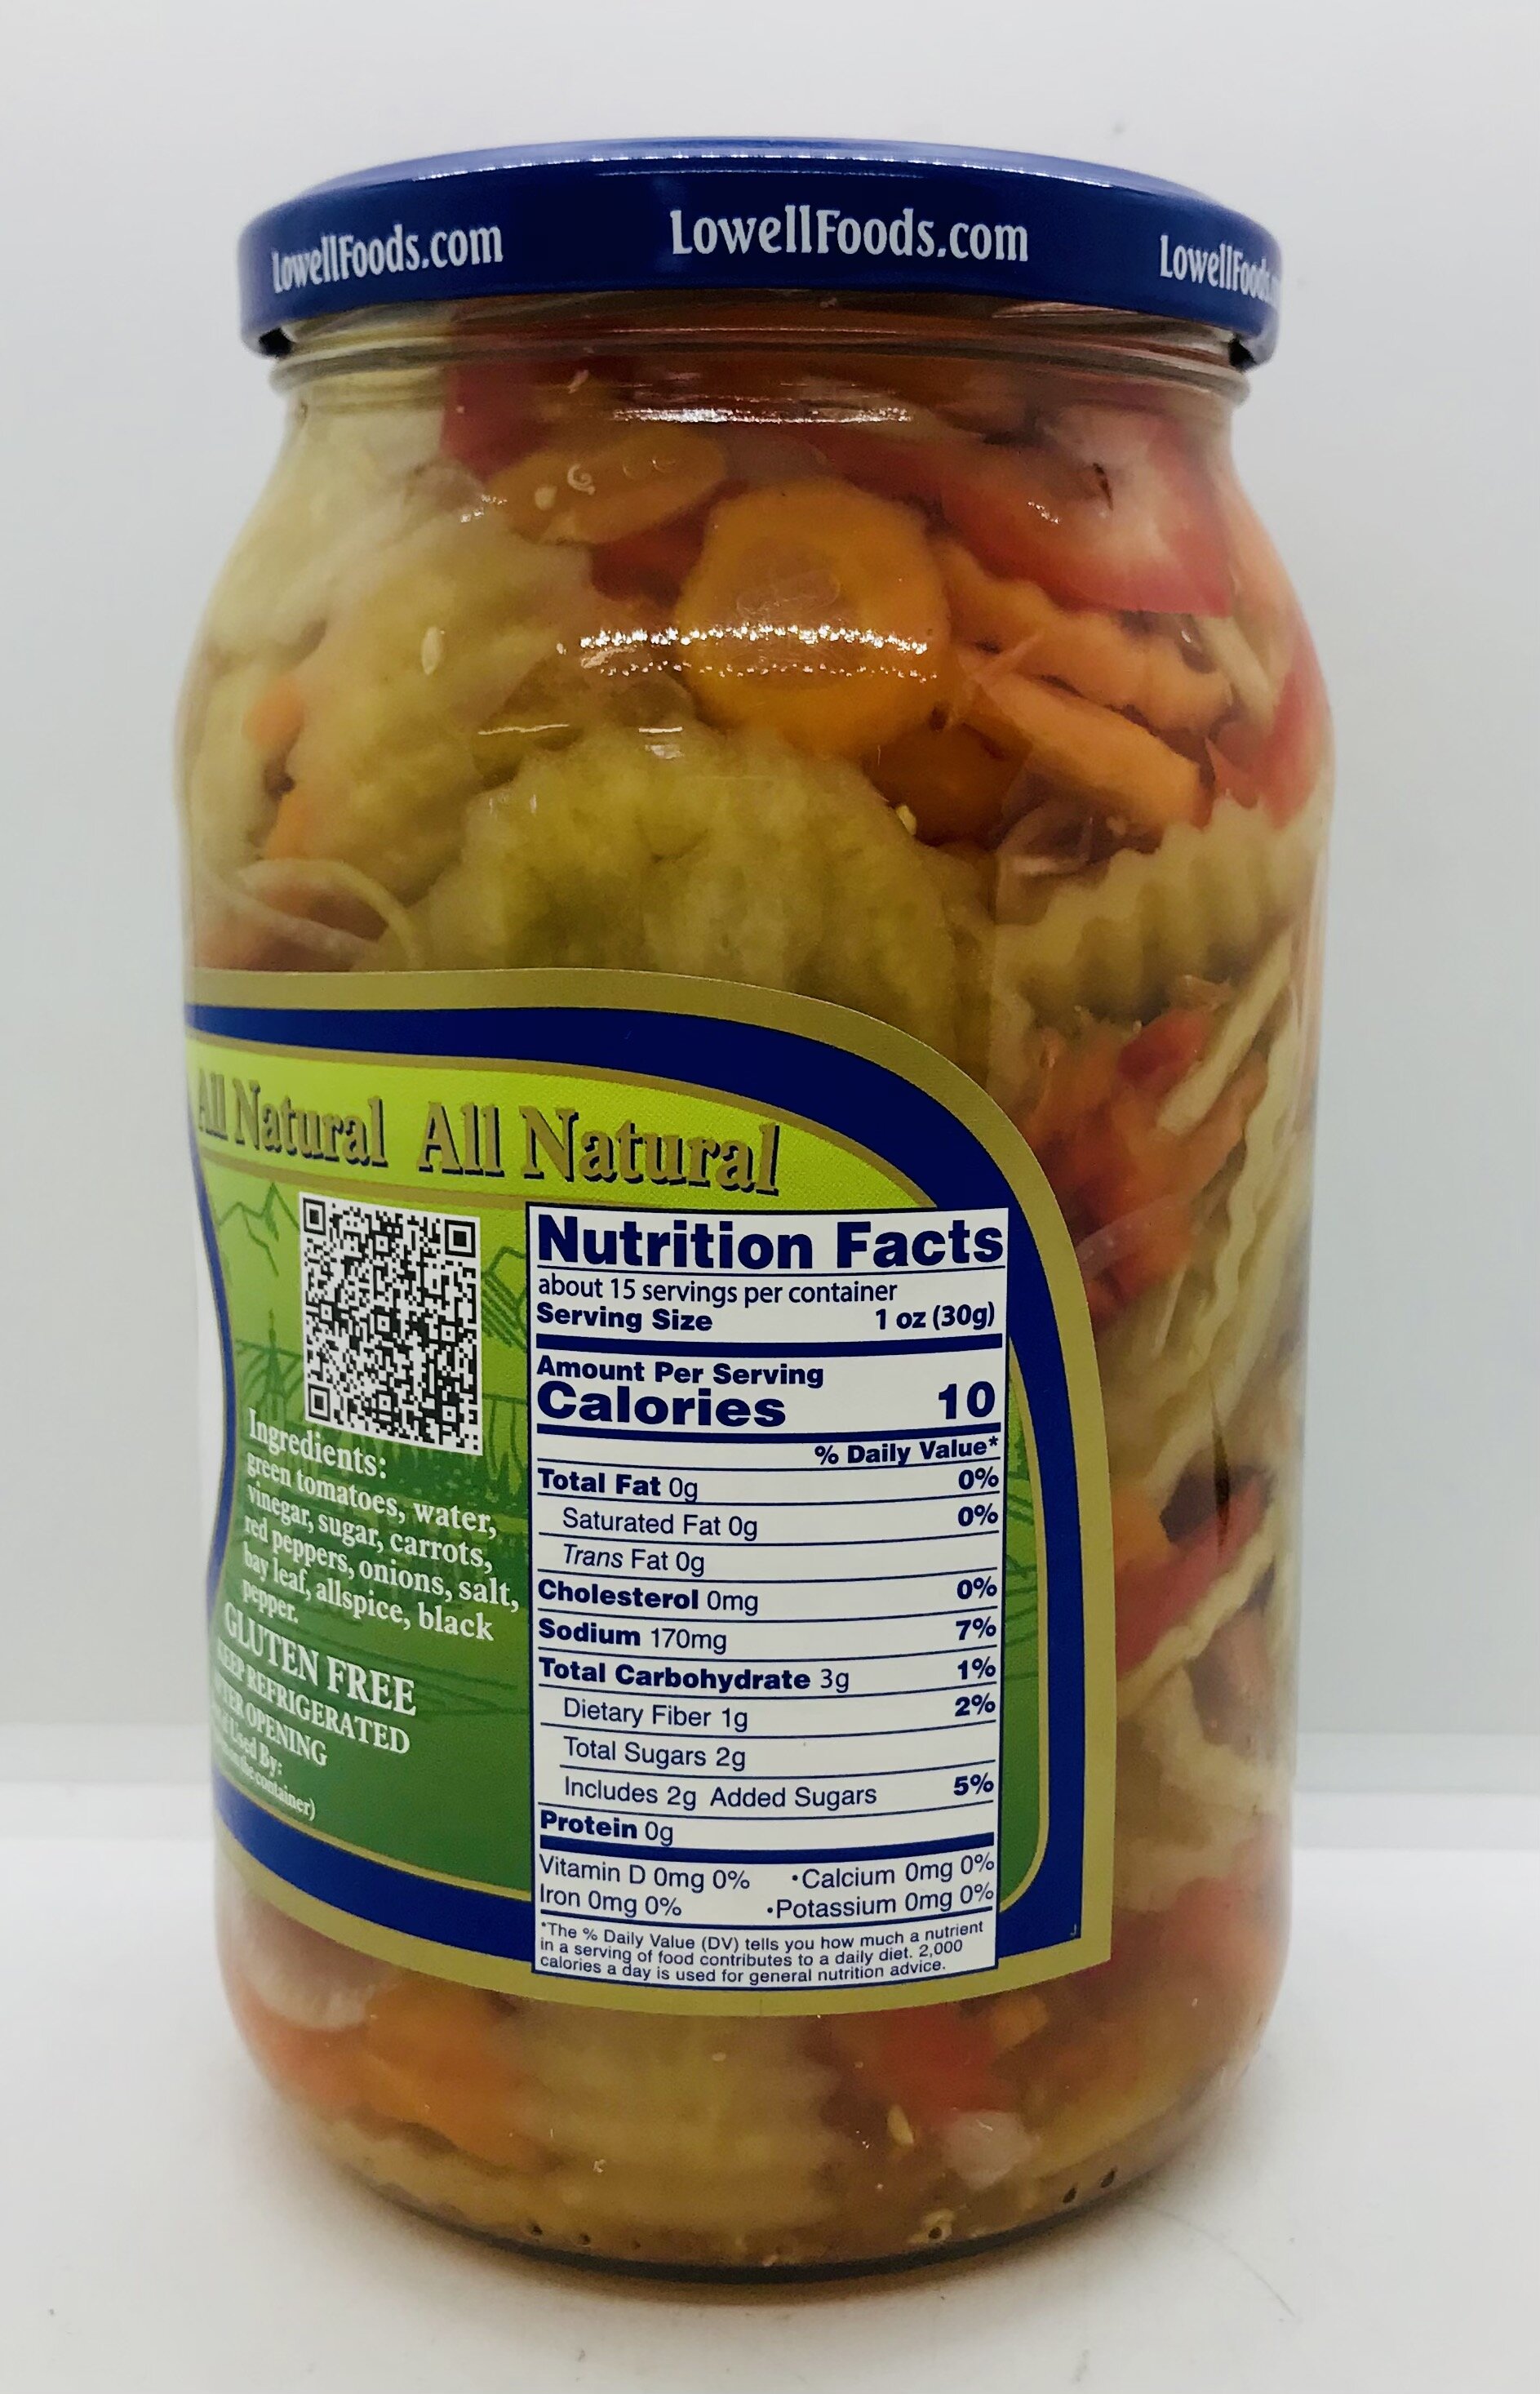 LowellFoods.com LowellFoods.com LowellFoods.
All Natural All Natural
Ingredients:
green tomatoes, water,
vinegar, sugar, carrots,
red peppers, onions, salt,
bay leaf, allspice, black
pepper.
GLUTEN FREE
KEEP REFRIGERATED
AFTER OPENING
Used By:
on the container)
Nutrition Facts
about 15 servings per container
Serving Size 1 oz (30g)
Amount Per Serving
Calories 10
% Daily Value*
Total Fat 0g 0%
Saturated Fat 0g 0%
Trans Fat 0g
Cholesterol 0mg 0%
Sodium 170mg 7%
Total Carbohydrate 3g 1%
Dietary Fiber 1g 2%
Total Sugars 2g
Includes 2g Added Sugars 5%
Protein 0g
Vitamin D 0mg 0% •Calcium 0mg 0%
Iron 0mg 0% •Potassium 0mg 0%
*The % Daily Value (DV) tells you how much a nutrient
in a serving of food contributes to a daily diet. 2,000
calories a day is used for general nutrition advice.